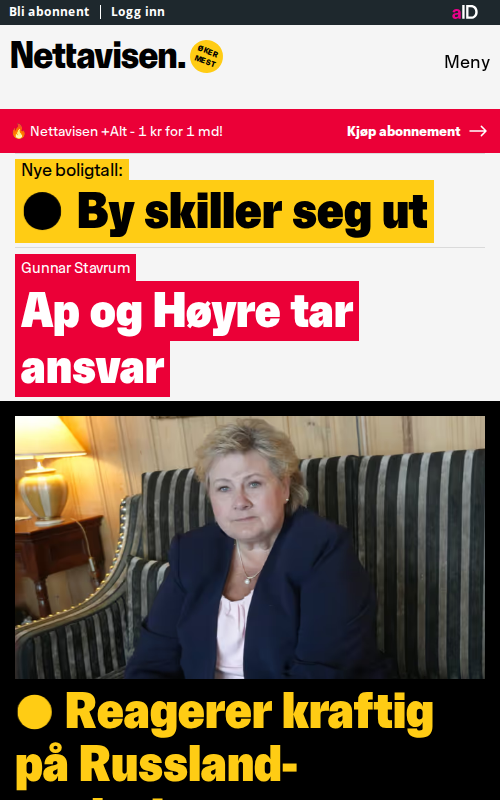 Bli abonnent | Logg inn
aID
Nettavisen.
ØKER
MEST
Meny
🔥 Nettavisen +Alt - 1 kr for 1 md!
Kjøp abonnement →
Nye boligtall:
● By skiller seg ut
Gunnar Stavrum
Ap og Høyre tar
ansvar
● Reagerer kraftig
på Russland-